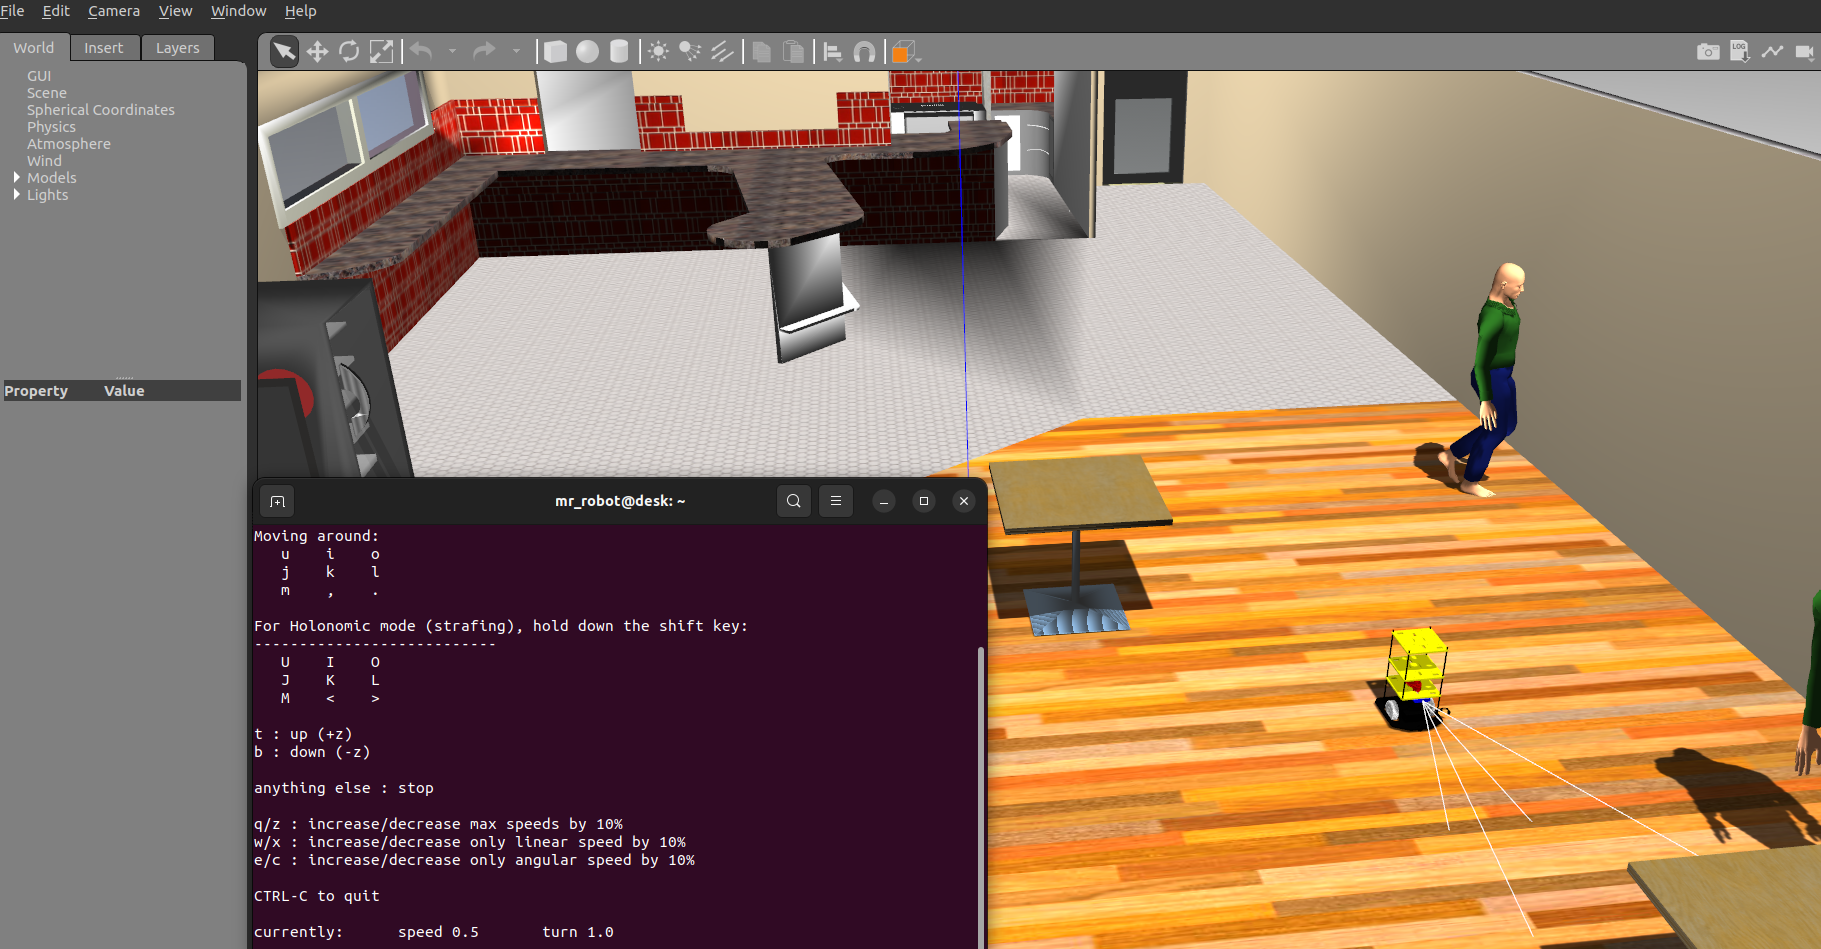 File Edit Camera View Window Help
World Insert Layers
GUI
Scene
Spherical Coordinates
Physics
Atmosphere
Wind
Models
Lights
Property Value
LOG
mr_robot@desk: ~
Moving around:
u i o
j k l
m , .
For Holonomic mode (strafing), hold down the shift key:
---------------------------
U I O
J K L
M < >
t : up (+z)
b : down (-z)
anything else : stop
q/z : increase/decrease max speeds by 10%
w/x : increase/decrease only linear speed by 10%
e/c : increase/decrease only angular speed by 10%
CTRL-C to quit
currently: speed 0.5 turn 1.0